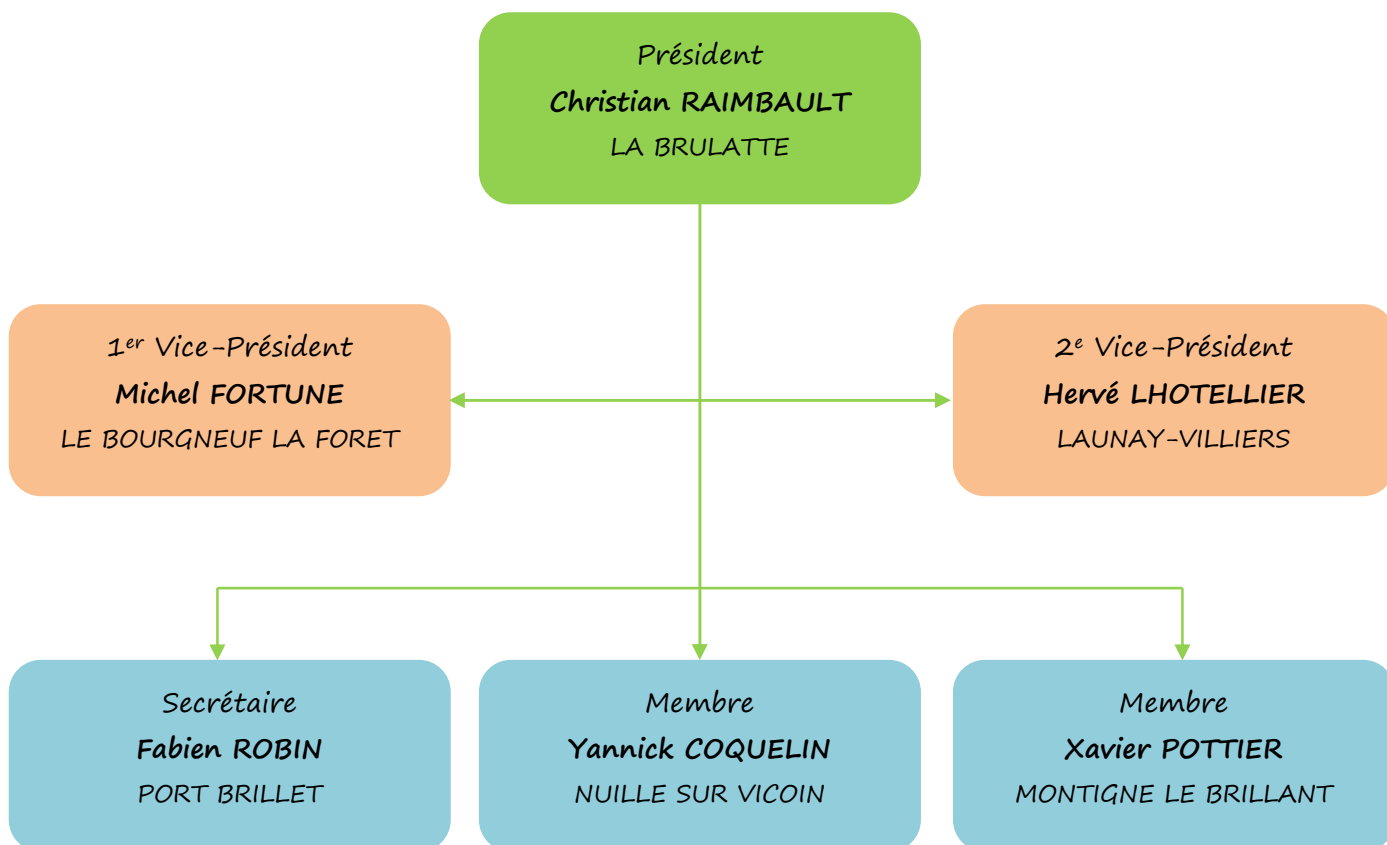 Président
Christian RAIMBAULT
LA BRULATTE
1er Vice-Président
Michel FORTUNE
LE BOURGNEUF LA FORET
2e Vice-Président
Hervé LHOTELLIER
LAUNAY-VILLIERS
Secrétaire
Fabien ROBIN
PORT BRILLET
Membre
Yannick COQUELIN
NUILLE SUR VICOIN
Membre
Xavier POTTIER
MONTIGNE LE BRILLANT